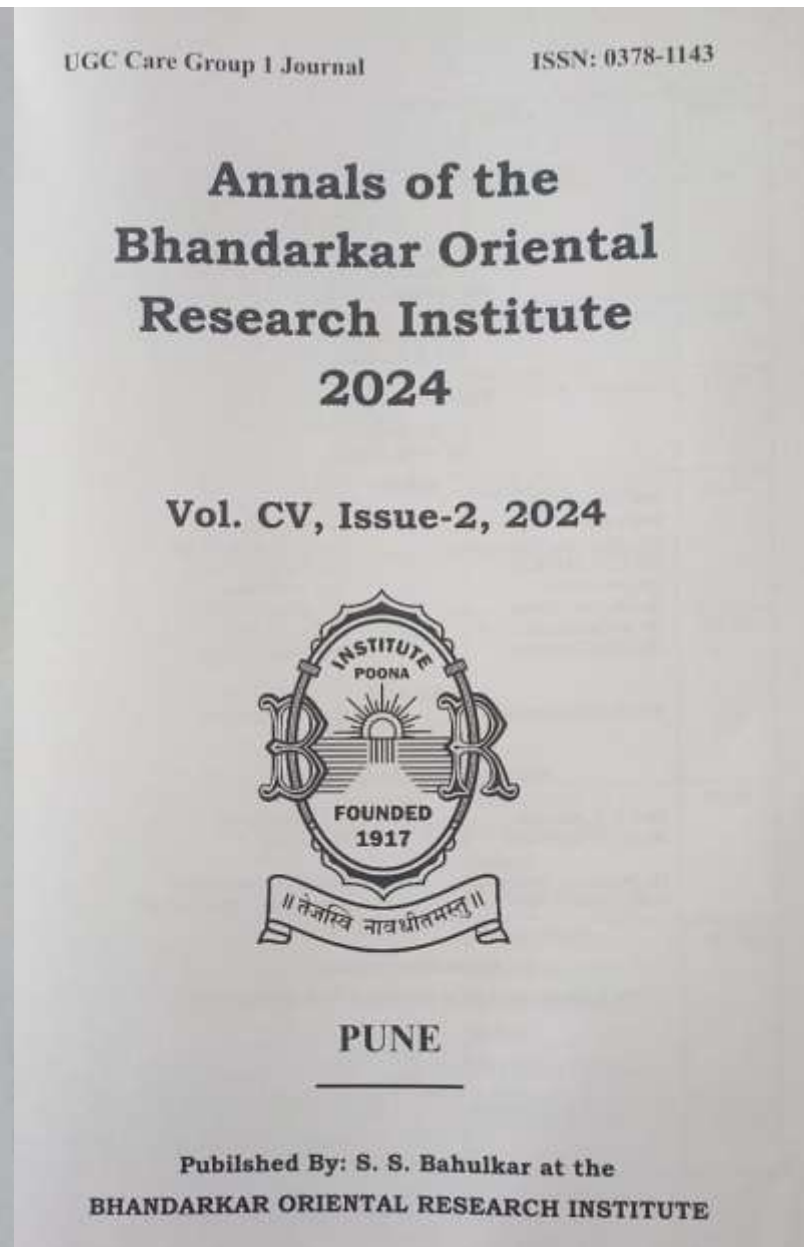 UGC Care Group 1 Journal
ISSN: 0378-1143
Annals of the
Bhandarkar Oriental
Research Institute
2024
Vol. CV, Issue-2, 2024
INSTITUTE
POONA
B R
FOUNDED
1917
॥ तेजस्वि नावधीतमस्तु ॥
PUNE
Pubilshed By: S. S. Bahulkar at the
BHANDARKAR ORIENTAL RESEARCH INSTITUTE